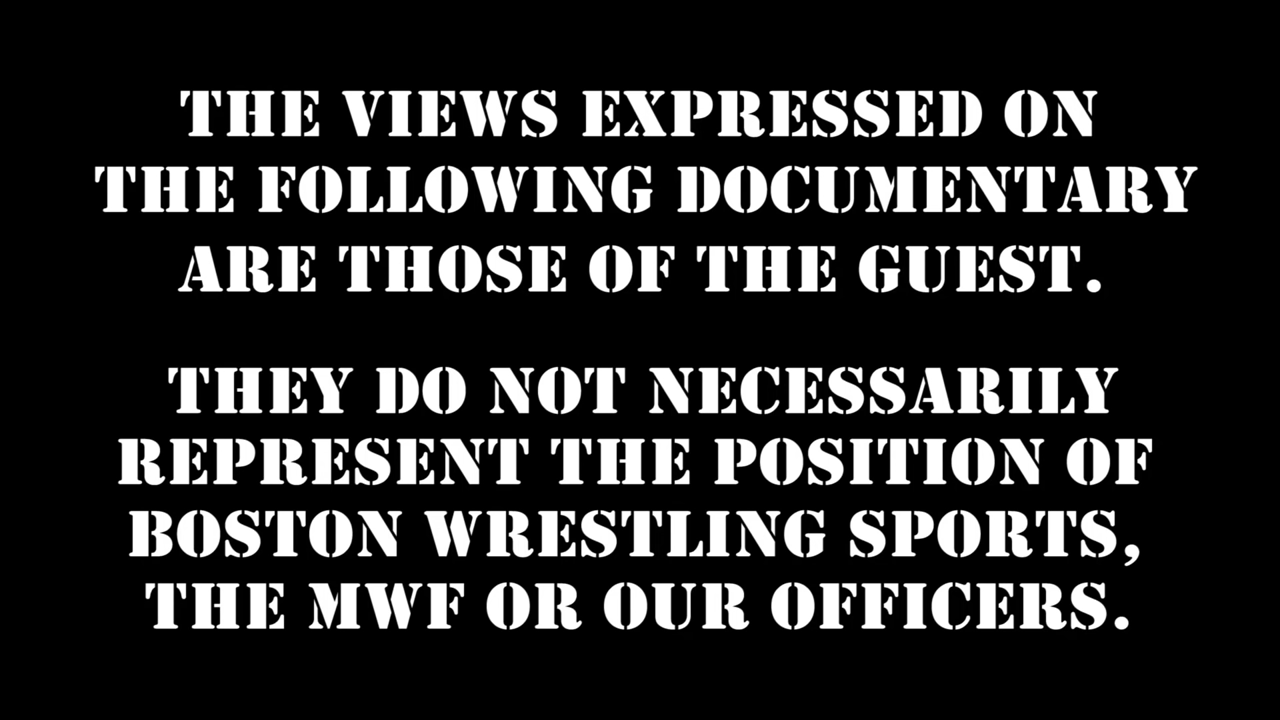 THE VIEWS EXPRESSED ON
THE FOLLOWING DOCUMENTARY
ARE THOSE OF THE GUEST.
THEY DO NOT NECESSARILY
REPRESENT THE POSITION OF
BOSTON WRESTLING SPORTS,
THE MWF OR OUR OFFICERS.